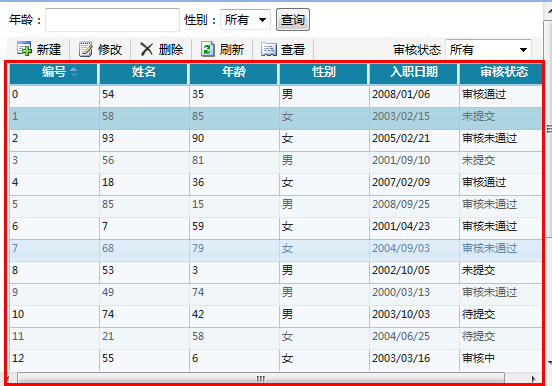 年龄： 性别： 所有 查询
新建 修改 删除 刷新 查看 审核状态 所有
编号 姓名 年龄 性别 入职日期 审核状态
0 54 35 男 2008/01/06 审核通过
1 58 85 女 2003/02/15 未提交
2 93 90 女 2005/02/21 审核未通过
3 56 81 男 2001/09/10 未提交
4 18 36 女 2007/02/09 审核通过
5 85 15 男 2008/09/25 审核未通过
6 7 59 女 2001/04/23 审核未通过
7 68 79 女 2004/09/03 审核未通过
8 53 3 男 2002/10/05 未提交
9 49 74 男 2000/03/13 审核未通过
10 74 42 男 2003/10/03 待提交
11 21 58 女 2004/06/25 待提交
12 55 6 女 2003/03/16 审核中